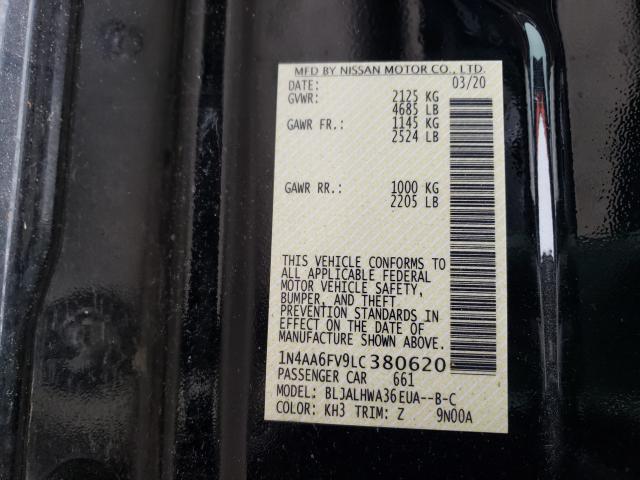 MFD BY NISSAN MOTOR CO., LTD.
DATE: 03/20
GVWR: 2125 KG
4685 LB
GAWR FR.: 1145 KG
2524 LB
GAWR RR.: 1000 KG
2205 LB
THIS VEHICLE CONFORMS TO
ALL APPLICABLE FEDERAL
MOTOR VEHICLE SAFETY,
BUMPER, AND THEFT
PREVENTION STANDARDS IN
EFFECT ON THE DATE OF
MANUFACTURE SHOWN ABOVE.
1N4AA6FV9LC380620
PASSENGER CAR 661
MODEL: BLJALHWA36EUA--B-C
COLOR: KH3 TRIM: Z 9N00A